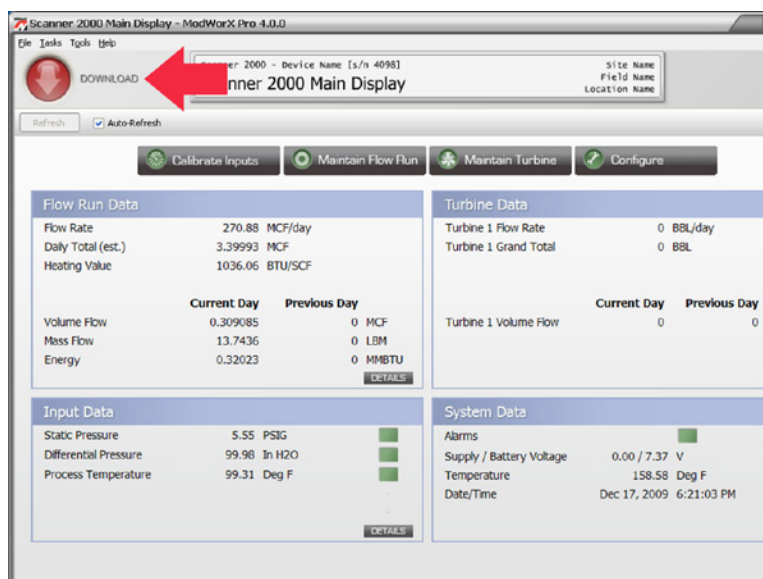 Scanner 2000 Main Display - ModWorX Pro 4.0.0
File Tasks Tools Help
DOWNLOAD
2000 - Device Name [s/n 4098]
2000 Main Display
Site Name
Field Name
Location Name
Refresh
Auto-Refresh
Calibrate Inputs
Maintain Flow Run
Maintain Turbine
Configure
Flow Run Data
Flow Rate 270.88 MCF/day
Daily Total (est.) 3.39993 MCF
Heating Value 1036.06 BTU/SCF
Current Day Previous Day
Volume Flow 0.309085 0 MCF
Mass Flow 13.7436 0 LBM
Energy 0.32023 0 MMBTU
DETAILS
Turbine Data
Turbine 1 Flow Rate 0 BBL/day
Turbine 1 Grand Total 0 BBL
Current Day Previous Day
Turbine 1 Volume Flow 0 0
Input Data
Static Pressure 5.55 PSIG
Differential Pressure 99.98 In H2O
Process Temperature 99.31 Deg F
DETAILS
System Data
Alarms
Supply / Battery Voltage 0.00 / 7.37 V
Temperature 158.58 Deg F
Date/Time Dec 17, 2009 6:21:03 PM